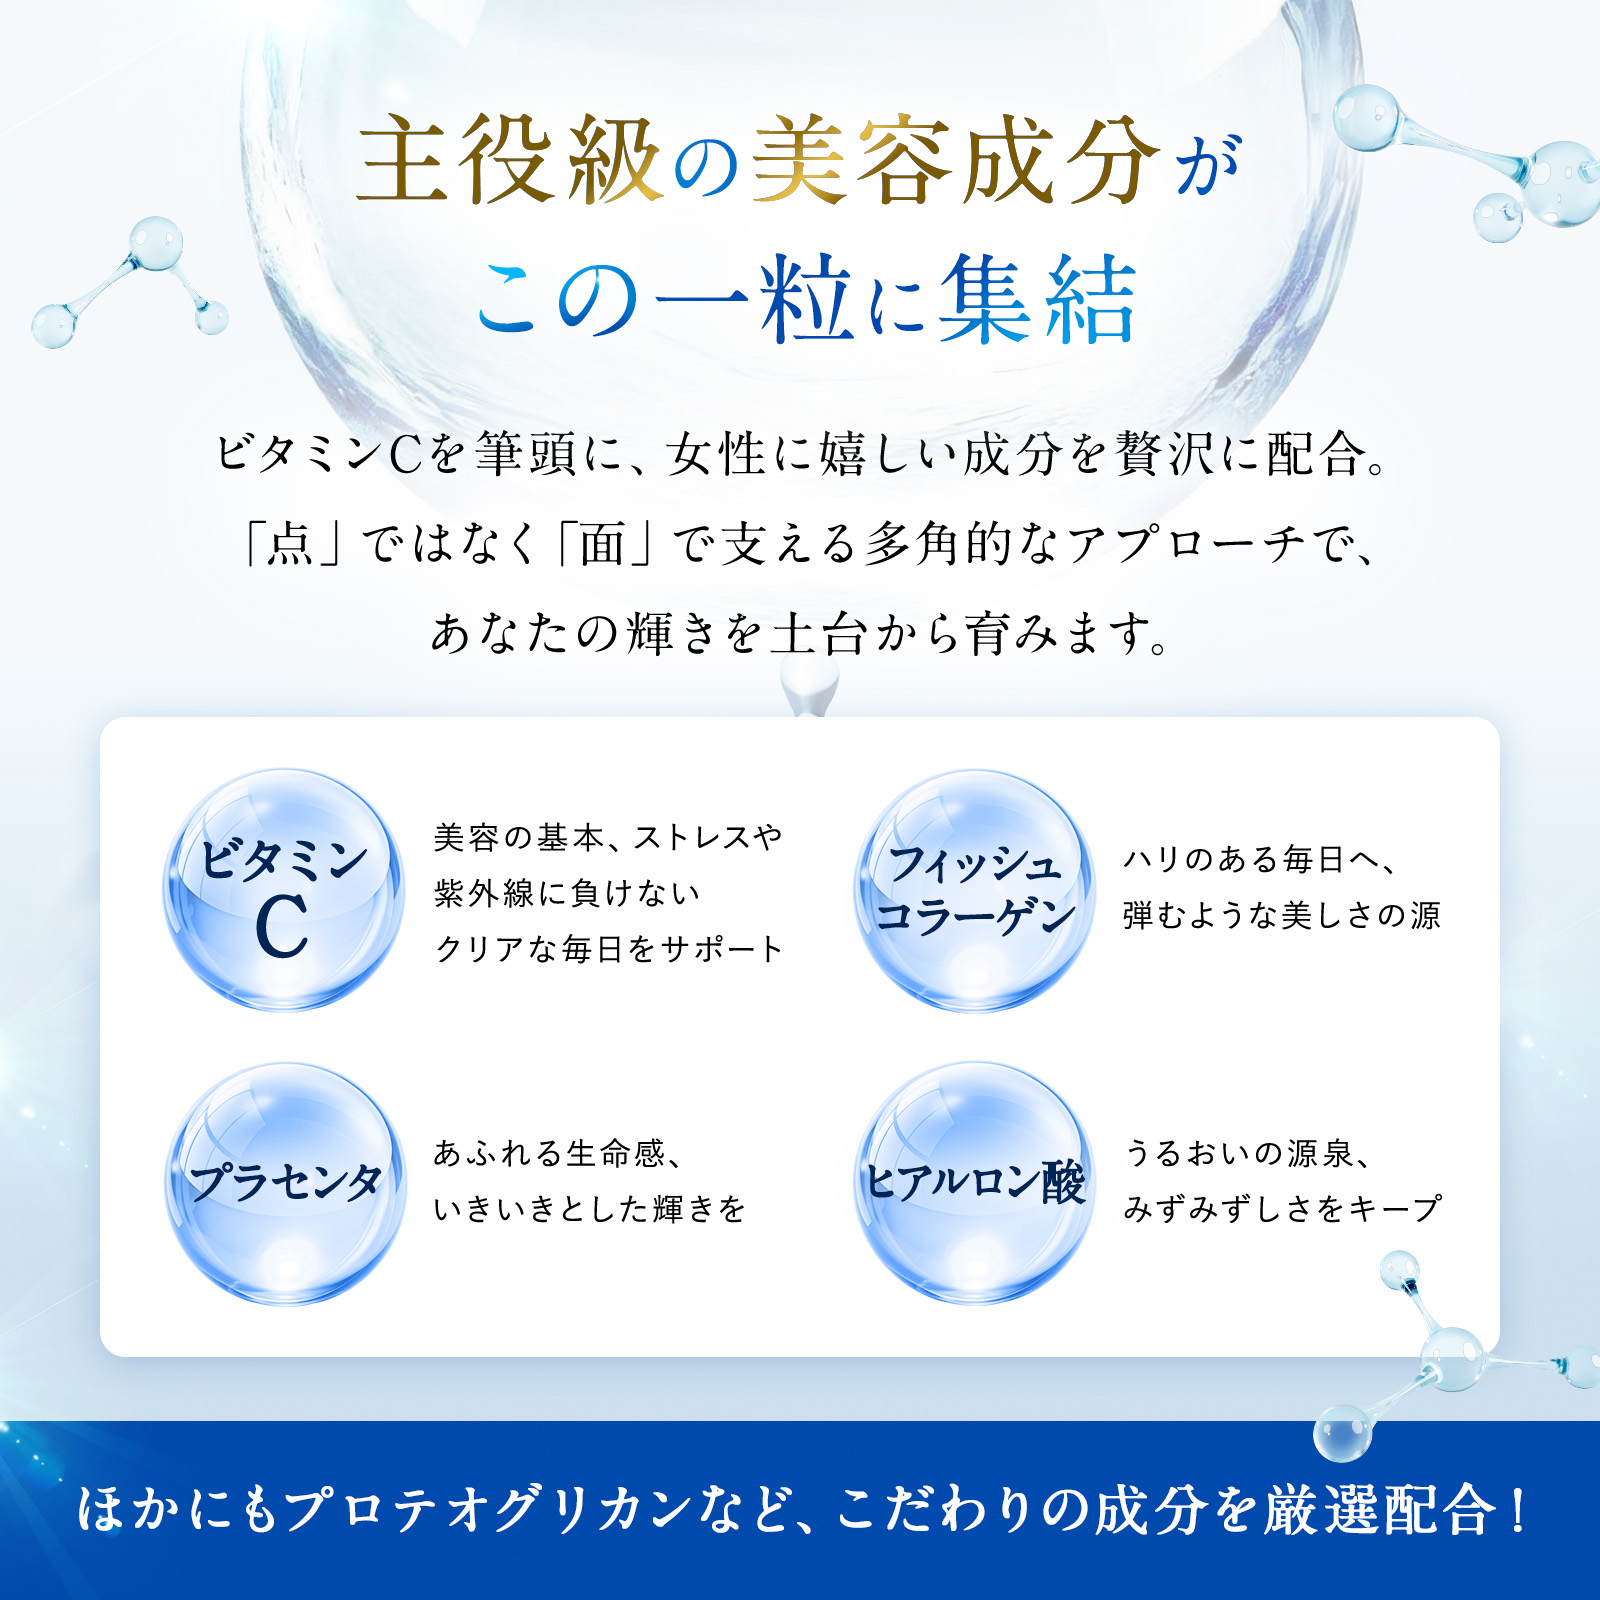 主役級の美容成分が
この一粒に集結
ビタミンCを筆頭に、女性に嬉しい成分を贅沢に配合。
「点」ではなく「面」で支える多角的なアプローチで、
あなたの輝きを土台から育みます。
ビタミン
C
美容の基本、ストレスや
紫外線に負けない
クリアな毎日をサポート
フィッシュ
コラーゲン
ハリのある毎日へ、
弾むような美しさの源
プラセンタ
あふれる生命感、
いきいきとした輝きを
ヒアルロン酸
うるおいの源泉、
みずみずしさをキープ
ほかにもプロテオグリカンなど、こだわりの成分を厳選配合！